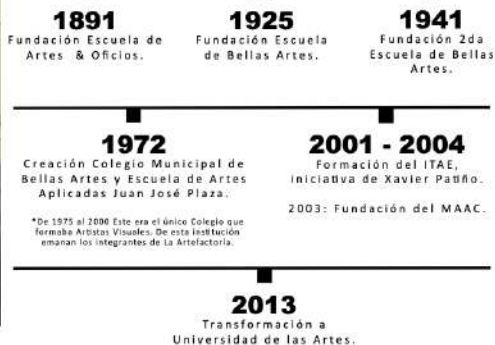 1891
Fundación Escuela de
Artes & Oficios.
1925
Fundación Escuela
de Bellas Artes.
1941
Fundación 2da
Escuela de Bellas
Artes.
1972
Creación Colegio Municipal de
Bellas Artes y Escuela de Artes
Aplicadas Juan José Plaza.
*De 1975 al 2000 Este era el único Colegio que
formaba Artistas Visuales. De esta institución
emanan los integrantes de La Artefactoría.
2001 - 2004
Formación del ITAE,
iniciativa de Xavier Patiño.
2003: Fundación del MAAC.
2013
Transformación a
Universidad de las Artes.